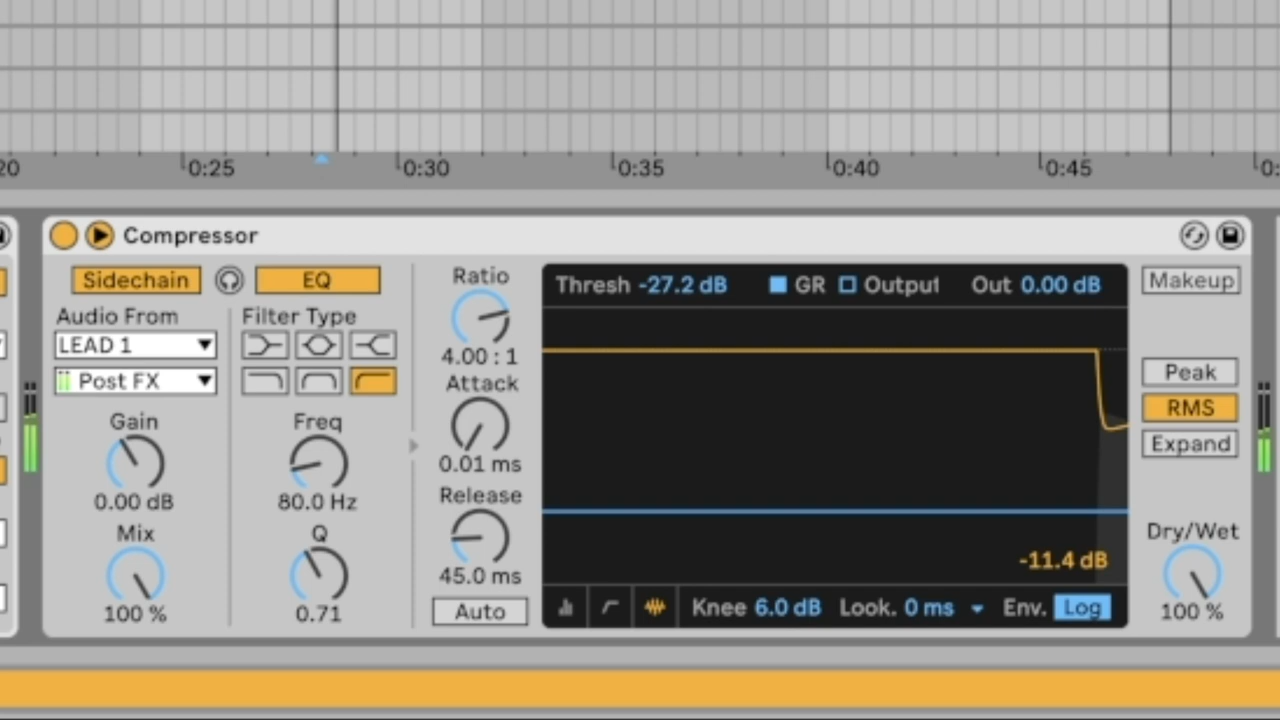 20 0:25 0:30 0:35 0:40 0:45 0:
Compressor
Sidechain EQ
Audio From Filter Type
LEAD 1
Post FX
Gain Freq
0.00 dB 80.0 Hz
Mix Q
100 % 0.71
Ratio
4.00 : 1
Attack
0.01 ms
Release
45.0 ms
Auto
Thresh -27.2 dB GR Output Out 0.00 dB
-11.4 dB
Knee 6.0 dB Look. 0 ms Env. Log
Makeup
Peak
RMS
Expand
Dry/Wet
100 %